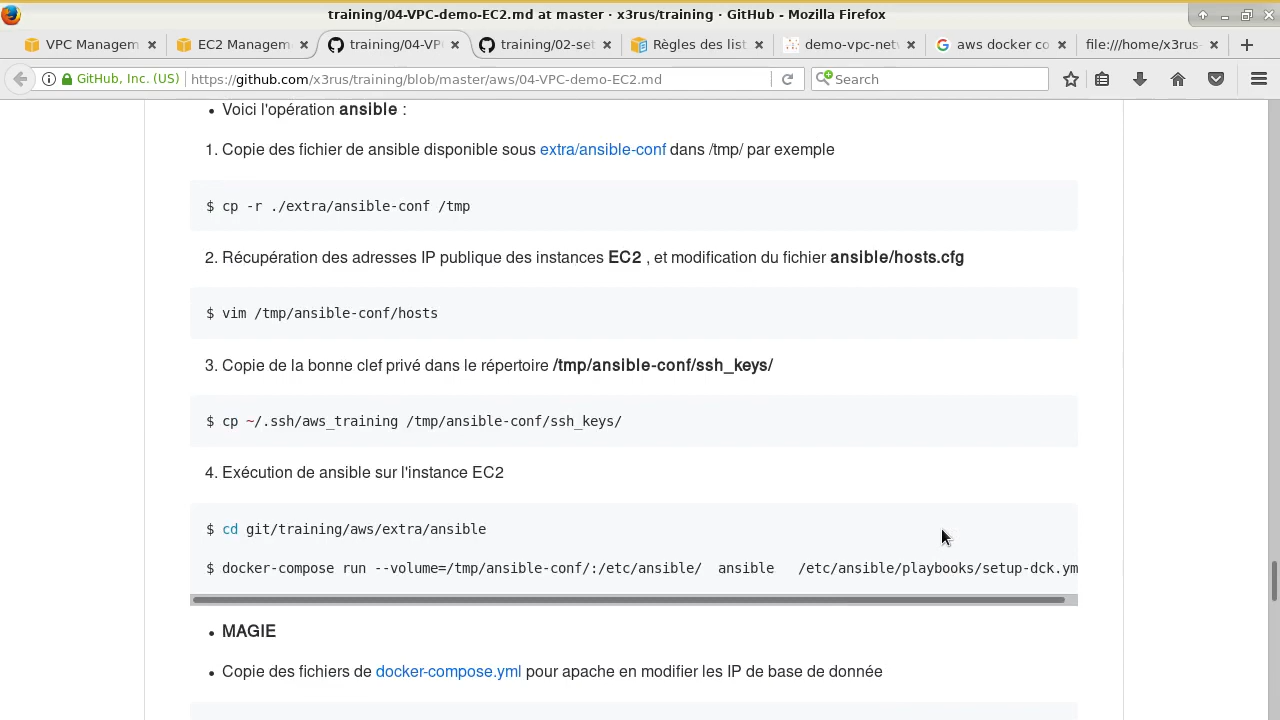 training/04-VPC-demo-EC2.md at master · x3rus/training · GitHub - Mozilla Firefox
VPC Managem
EC2 Managem
training/04-VP
training/02-set
Règles des list
demo-vpc-net
aws docker co
file:///home/x3rus-
GitHub, Inc. (US)
https://github.com/x3rus/training/blob/master/aws/04-VPC-demo-EC2.md
Search
• Voici l'opération ansible :
1. Copie des fichier de ansible disponible sous extra/ansible-conf dans /tmp/ par exemple
$ cp -r ./extra/ansible-conf /tmp
2. Récupération des adresses IP publique des instances EC2 , et modification du fichier ansible/hosts.cfg
$ vim /tmp/ansible-conf/hosts
3. Copie de la bonne clef privé dans le répertoire /tmp/ansible-conf/ssh_keys/
$ cp ~/.ssh/aws_training /tmp/ansible-conf/ssh_keys/
4. Exécution de ansible sur l'instance EC2
$ cd git/training/aws/extra/ansible
$ docker-compose run --volume=/tmp/ansible-conf/:/etc/ansible/  ansible   /etc/ansible/playbooks/setup-dck.ym
• MAGIE
• Copie des fichiers de docker-compose.yml pour apache en modifier les IP de base de donnée